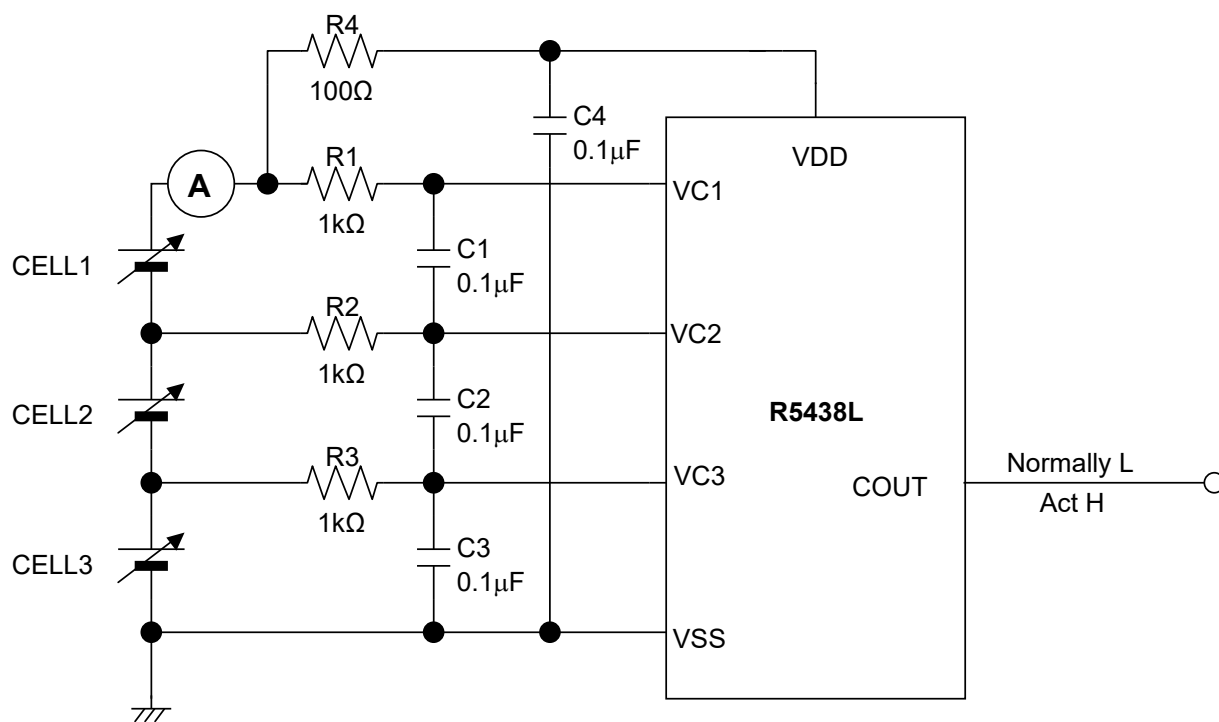 R4
100Ω
C4
0.1μF
VDD
A
R1
1kΩ
VC1
CELL1
C1
0.1μF
R2
1kΩ
VC2
CELL2
C2
0.1μF
R5438L
R3
1kΩ
VC3
COUT
Normally L
Act H
CELL3
C3
0.1μF
VSS